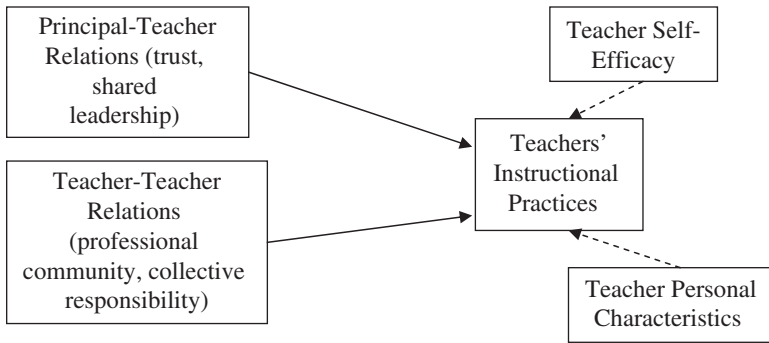 Principal-Teacher
Relations (trust,
shared
leadership)
Teacher Self-
Efficacy
Teachers’
Instructional
Practices
Teacher-Teacher
Relations
(professional
community, collective
responsibility)
Teacher Personal
Characteristics